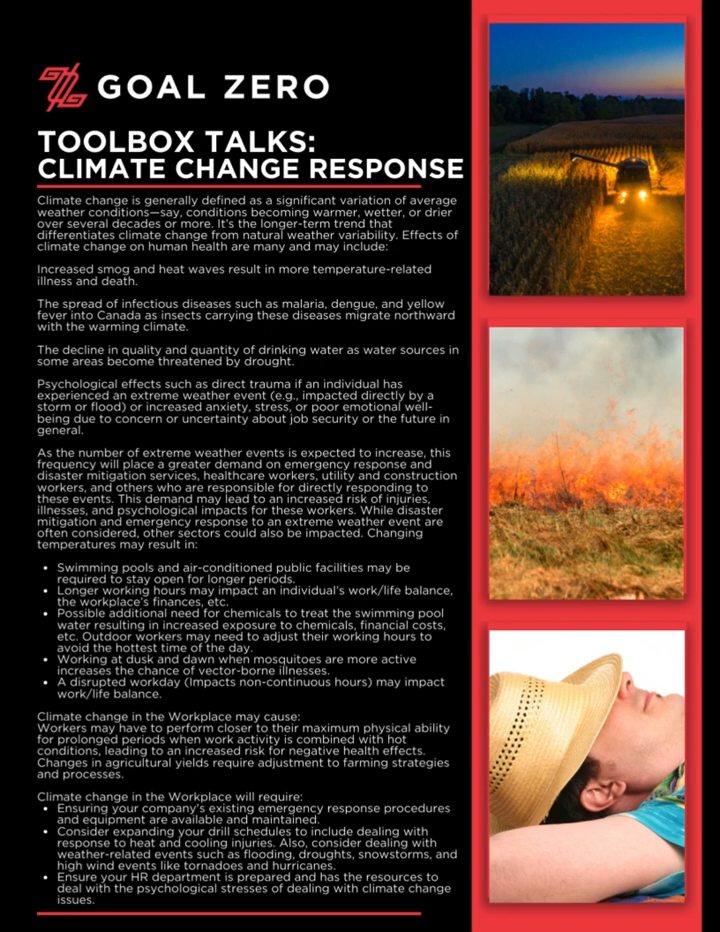 GOAL ZERO
TOOLBOX TALKS:
CLIMATE CHANGE RESPONSE
Climate change is generally defined as a significant variation of average
weather conditions—say, conditions becoming warmer, wetter, or drier
over several decades or more. It's the longer-term trend that
differentiates climate change from natural weather variability. Effects of
climate change on human health are many and may include:
Increased smog and heat waves result in more temperature-related
illness and death.
The spread of infectious diseases such as malaria, dengue, and yellow
fever into Canada as insects carrying these diseases migrate northward
with the warming climate.
The decline in quality and quantity of drinking water as water sources in
some areas become threatened by drought.
Psychological effects such as direct trauma if an individual has
experienced an extreme weather event (e.g., impacted directly by a
storm or flood) or increased anxiety, stress, or poor emotional well-
being due to concern or uncertainty about job security or the future in
general.
As the number of extreme weather events is expected to increase, this
frequency will place a greater demand on emergency response and
disaster mitigation services, healthcare workers, utility and construction
workers, and others who are responsible for directly responding to
these events. This demand may lead to an increased risk of injuries,
illnesses, and psychological impacts for these workers. While disaster
mitigation and emergency response to an extreme weather event are
often considered, other sectors could also be impacted. Changing
temperatures may result in:
• Swimming pools and air-conditioned public facilities may be
required to stay open for longer periods.
• Longer working hours may impact an individual's work/life balance,
the workplace's finances, etc.
• Possible additional need for chemicals to treat the swimming pool
water resulting in increased exposure to chemicals, financial costs,
etc. Outdoor workers may need to adjust their working hours to
avoid the hottest time of the day.
• Working at dusk and dawn when mosquitoes are more active
increases the chance of vector-borne illnesses.
• A disrupted workday (Impacts non-continuous hours) may impact
work/life balance.
Climate change in the Workplace may cause:
Workers may have to perform closer to their maximum physical ability
for prolonged periods when work activity is combined with hot
conditions, leading to an increased risk for negative health effects.
Changes in agricultural yields require adjustment to farming strategies
and processes.
Climate change in the Workplace will require:
• Ensuring your company's existing emergency response procedures
and equipment are available and maintained.
• Consider expanding your drill schedules to include dealing with
response to heat and cooling injuries. Also, consider dealing with
weather-related events such as flooding, droughts, snowstorms, and
high wind events like tornadoes and hurricanes.
• Ensure your HR department is prepared and has the resources to
deal with the psychological stresses of dealing with climate change
issues.